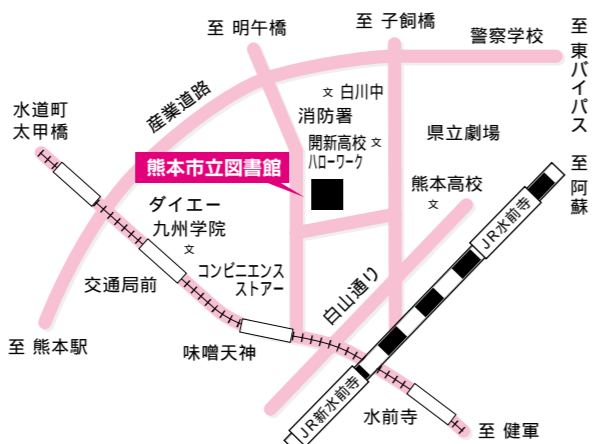 至 明午橋
至 子飼橋
警察学校
至 東バイパス
産業道路
文 白川中
消防署
水道町
太甲橋
開新高校 文
ハローワーク
県立劇場
至 阿蘇
熊本市立図書館
熊本高校
文
ダイエー
九州学院
文
JR水前寺
コンビニエンス
ストアー
交通局前
白山通り
至 熊本駅
味噌天神
JR新水前寺
水前寺
至 健軍